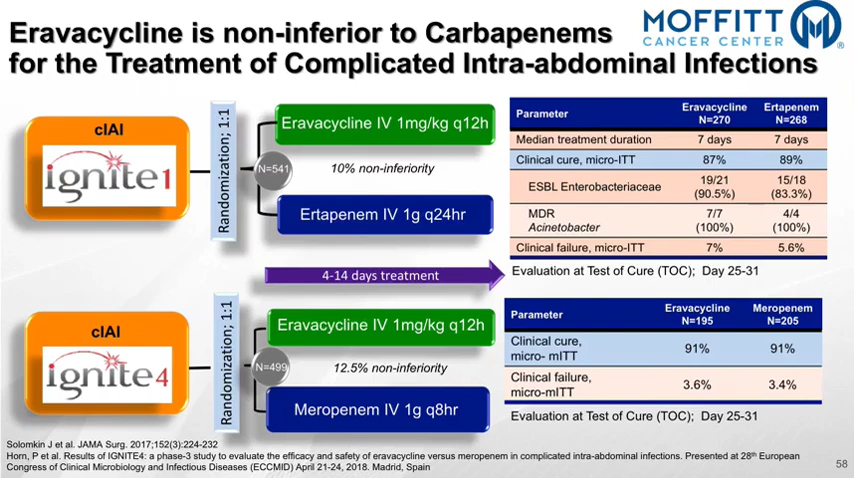 Eravacycline is non-inferior to Carbapenems
for the Treatment of Complicated Intra-abdominal Infections
MOFFITT
CANCER CENTER
®
cIAI
ignite1
Randomization; 1:1
N=541
Eravacycline IV 1mg/kg q12h
10% non-inferiority
Ertapenem IV 1g q24hr
Parameter Eravacycline N=270 Ertapenem N=268
Median treatment duration 7 days 7 days
Clinical cure, micro-ITT 87% 89%
ESBL Enterobacteriaceae 19/21 (90.5%) 15/18 (83.3%)
MDR Acinetobacter 7/7 (100%) 4/4 (100%)
Clinical failure, micro-ITT 7% 5.6%
4-14 days treatment
Evaluation at Test of Cure (TOC); Day 25-31
cIAI
ignite4
Randomization; 1:1
N=499
Eravacycline IV 1mg/kg q12h
12.5% non-inferiority
Meropenem IV 1g q8hr
Parameter Eravacycline N=195 Meropenem N=205
Clinical cure, micro- mITT 91% 91%
Clinical failure, micro-mITT 3.6% 3.4%
Evaluation at Test of Cure (TOC); Day 25-31
Solomkin J et al. JAMA Surg. 2017;152(3):224-232
Horn, P et al. Results of IGNITE4: a phase-3 study to evaluate the efficacy and safety of eravacycline versus meropenem in complicated intra-abdominal infections. Presented at 28th European
Congress of Clinical Microbiology and Infectious Diseases (ECCMID) April 21-24, 2018. Madrid, Spain
58